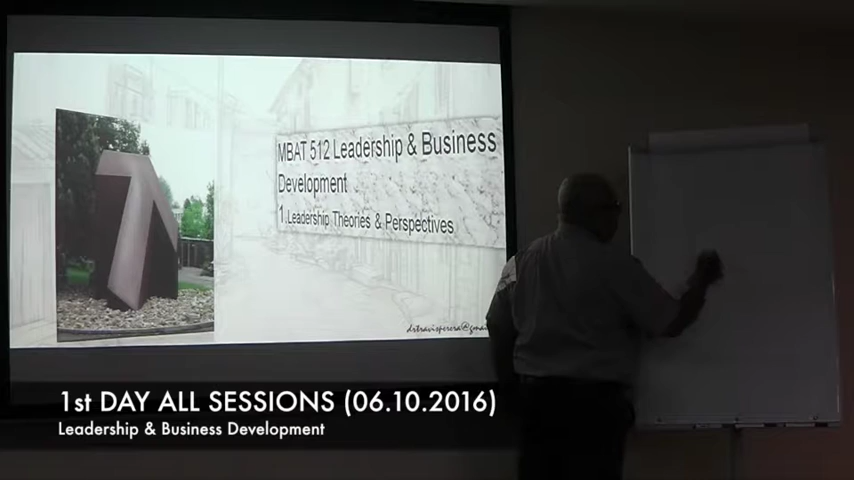 MBAT 512 Leadership & Business
Development
1.Leadership Theories & Perspectives
1st DAY ALL SESSIONS (06.10.2016)
Leadership & Business Development